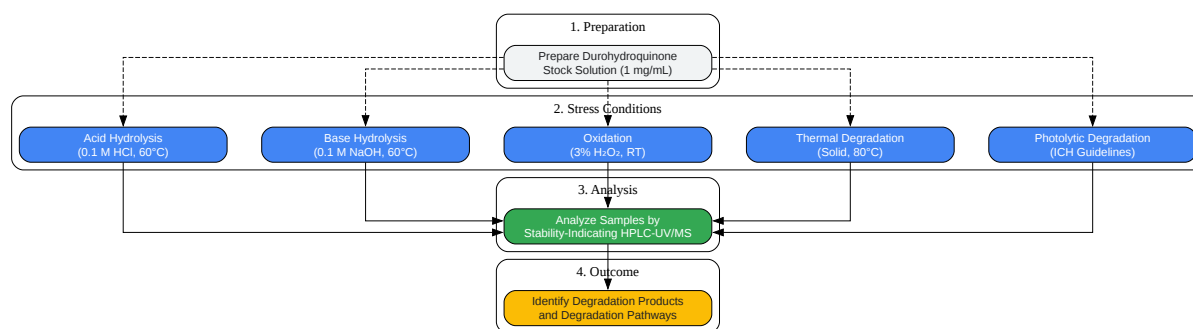 1. Preparation
Prepare Durohydroquinone
Stock Solution (1 mg/mL)
2. Stress Conditions
Acid Hydrolysis
(0.1 M HCl, 60°C)
Base Hydrolysis
(0.1 M NaOH, 60°C)
Oxidation
(3% H₂O₂, RT)
Thermal Degradation
(Solid, 80°C)
Photolytic Degradation
(ICH Guidelines)
3. Analysis
Analyze Samples by
Stability-Indicating HPLC-UV/MS
4. Outcome
Identify Degradation Products
and Degradation Pathways